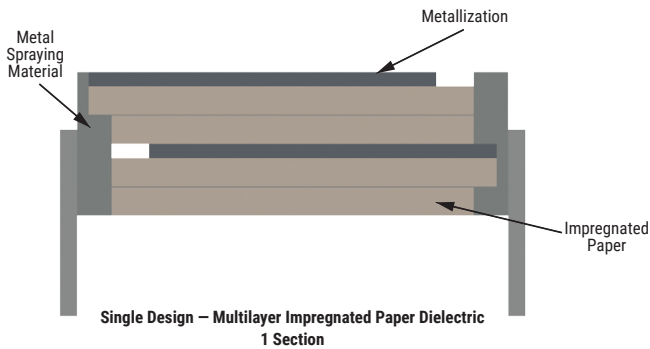 Metallization
Metal
Spraying
Material
Impregnated
Paper
Single Design — Multilayer Impregnated Paper Dielectric
1 Section